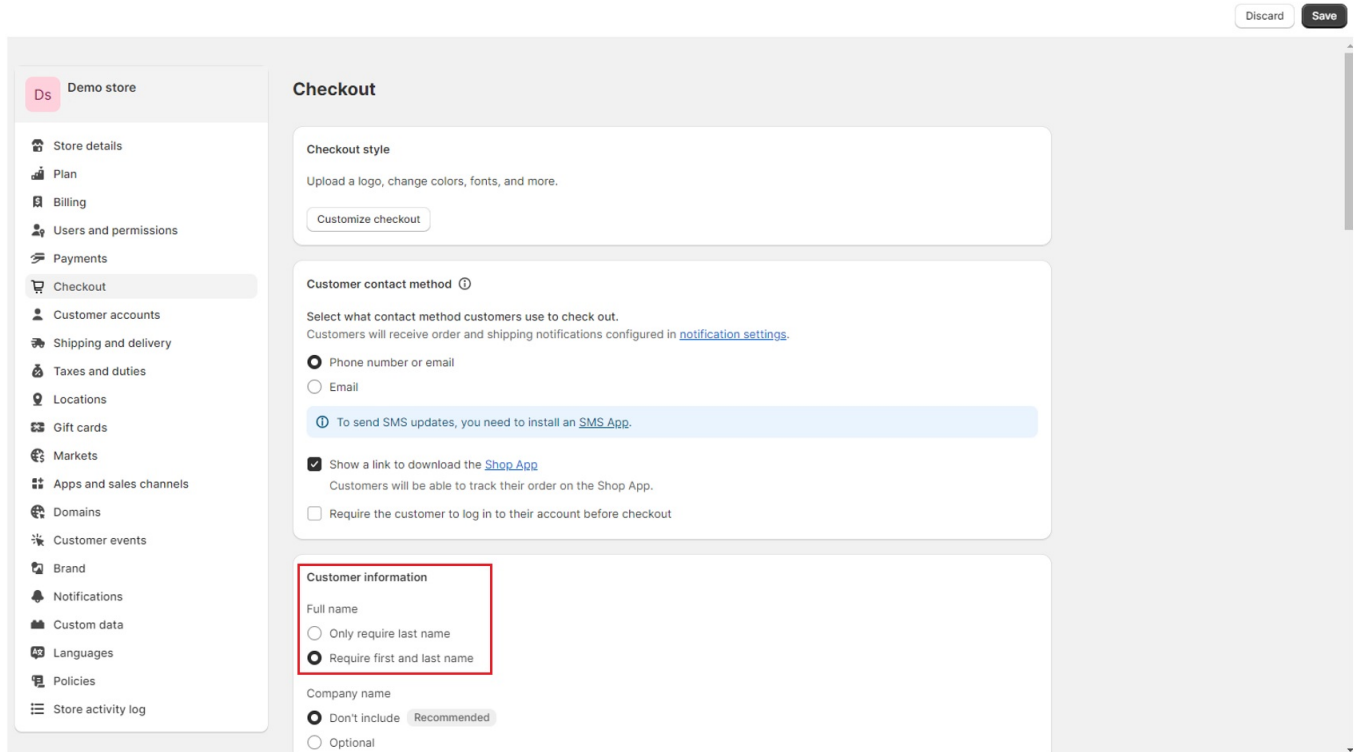 Discard
Save
Ds
Demo store
Store details
Plan
Billing
Users and permissions
Payments
Checkout
Customer accounts
Shipping and delivery
Taxes and duties
Locations
Gift cards
Markets
Apps and sales channels
Domains
Customer events
Brand
Notifications
Custom data
Languages
Policies
Store activity log
Checkout
Checkout style
Upload a logo, change colors, fonts, and more.
Customize checkout
Customer contact method
Select what contact method customers use to check out.
Customers will receive order and shipping notifications configured in notification settings.
Phone number or email
Email
To send SMS updates, you need to install an SMS App.
Show a link to download the Shop App
Customers will be able to track their order on the Shop App.
Require the customer to log in to their account before checkout
Customer information
Full name
Only require last name
Require first and last name
Company name
Don't include Recommended
Optional